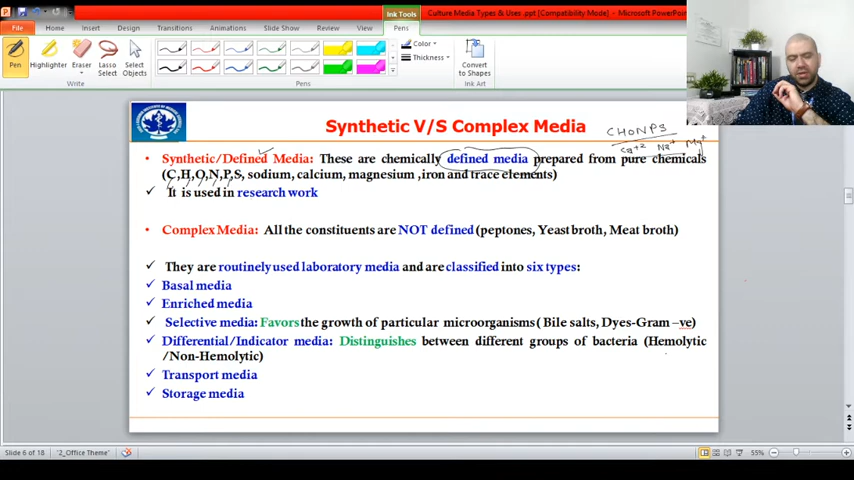 Ink Tools
Culture Media Types & Uses .ppt [Compatibility Mode] - Microsoft PowerPoint
File Home Insert Design Transitions Animations Slide Show Review View Pens
Pen
Highlighter
Eraser
Lasso Select
Select Objects
Color
Thickness
Convert to Shapes
Write
Pens
Ink Art
Synthetic V/S Complex Media
CHONPS
Ca+2 Na+ Mg+
• Synthetic/Defined Media: These are chemically defined media prepared from pure chemicals
(C,H,O,N,P,S, sodium, calcium, magnesium ,iron and trace elements)
✓ It is used in research work
• Complex Media: All the constituents are NOT defined (peptones, Yeast broth, Meat broth)
✓ They are routinely used laboratory media and are classified into six types:
✓ Basal media
✓ Enriched media
✓ Selective media: Favors the growth of particular microorganisms ( Bile salts, Dyes-Gram –ve)
✓ Differential/Indicator media: Distinguishes between different groups of bacteria (Hemolytic
/Non-Hemolytic)
✓ Transport media
✓ Storage media
Slide 6 of 18 '2_Office Theme' 55%